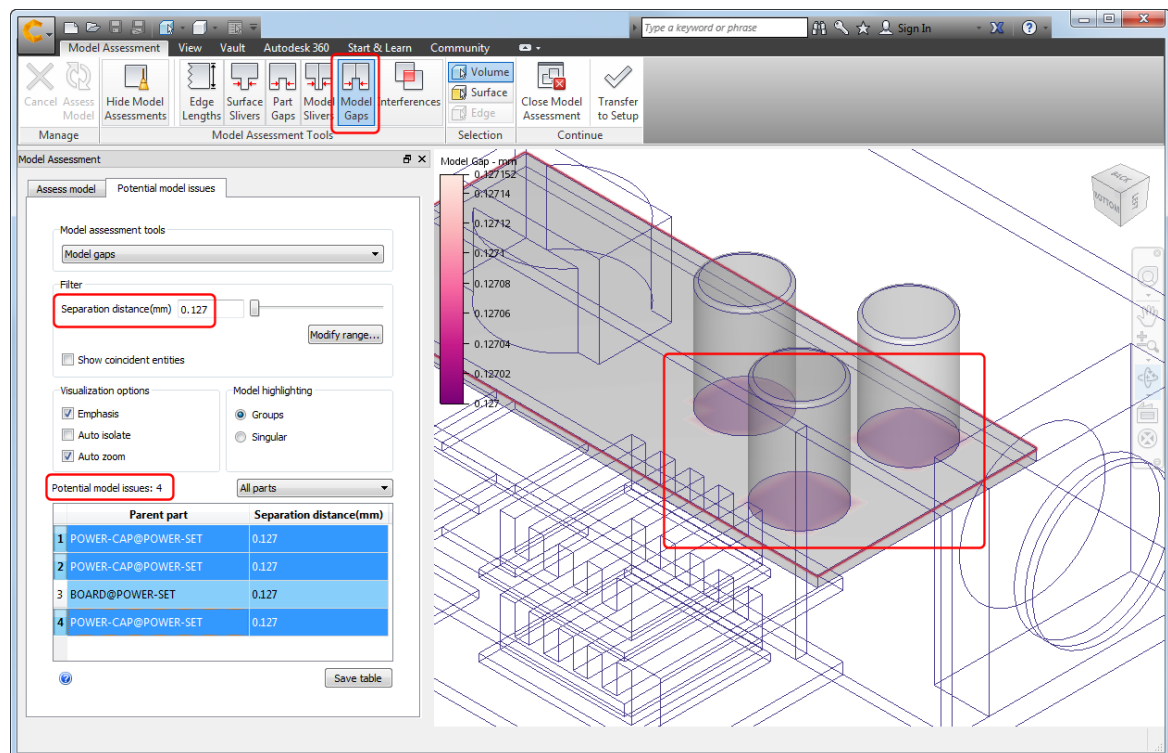 Type a keyword or phrase
Sign In
Model Assessment View Vault Autodesk 360 Start & Learn Community
Cancel Assess Model
Hide Model Assessments
Edge Lengths
Surface Slivers
Part Gaps
Model Slivers
Model Gaps
Interferences
Volume
Surface
Edge
Close Model Assessment
Transfer to Setup
Manage Model Assessment Tools Selection Continue
Model Assessment
Assess model Potential model issues
Model assessment tools
Model gaps
Filter
Separation distance(mm) 0.127
Modify range...
Show coincident entities
Visualization options Model highlighting
Emphasis Groups
Auto isolate Singular
Auto zoom
Potential model issues: 4 All parts
Parent part Separation distance(mm)
1 POWER-CAP@POWER-SET 0.127
2 POWER-CAP@POWER-SET 0.127
3 BOARD@POWER-SET 0.127
4 POWER-CAP@POWER-SET 0.127
Save table
Model Gap - mm
0.127152
0.12714
0.12712
0.1271
0.12708
0.12706
0.12704
0.12702
0.127
BACK
BOTTOM
LEFT